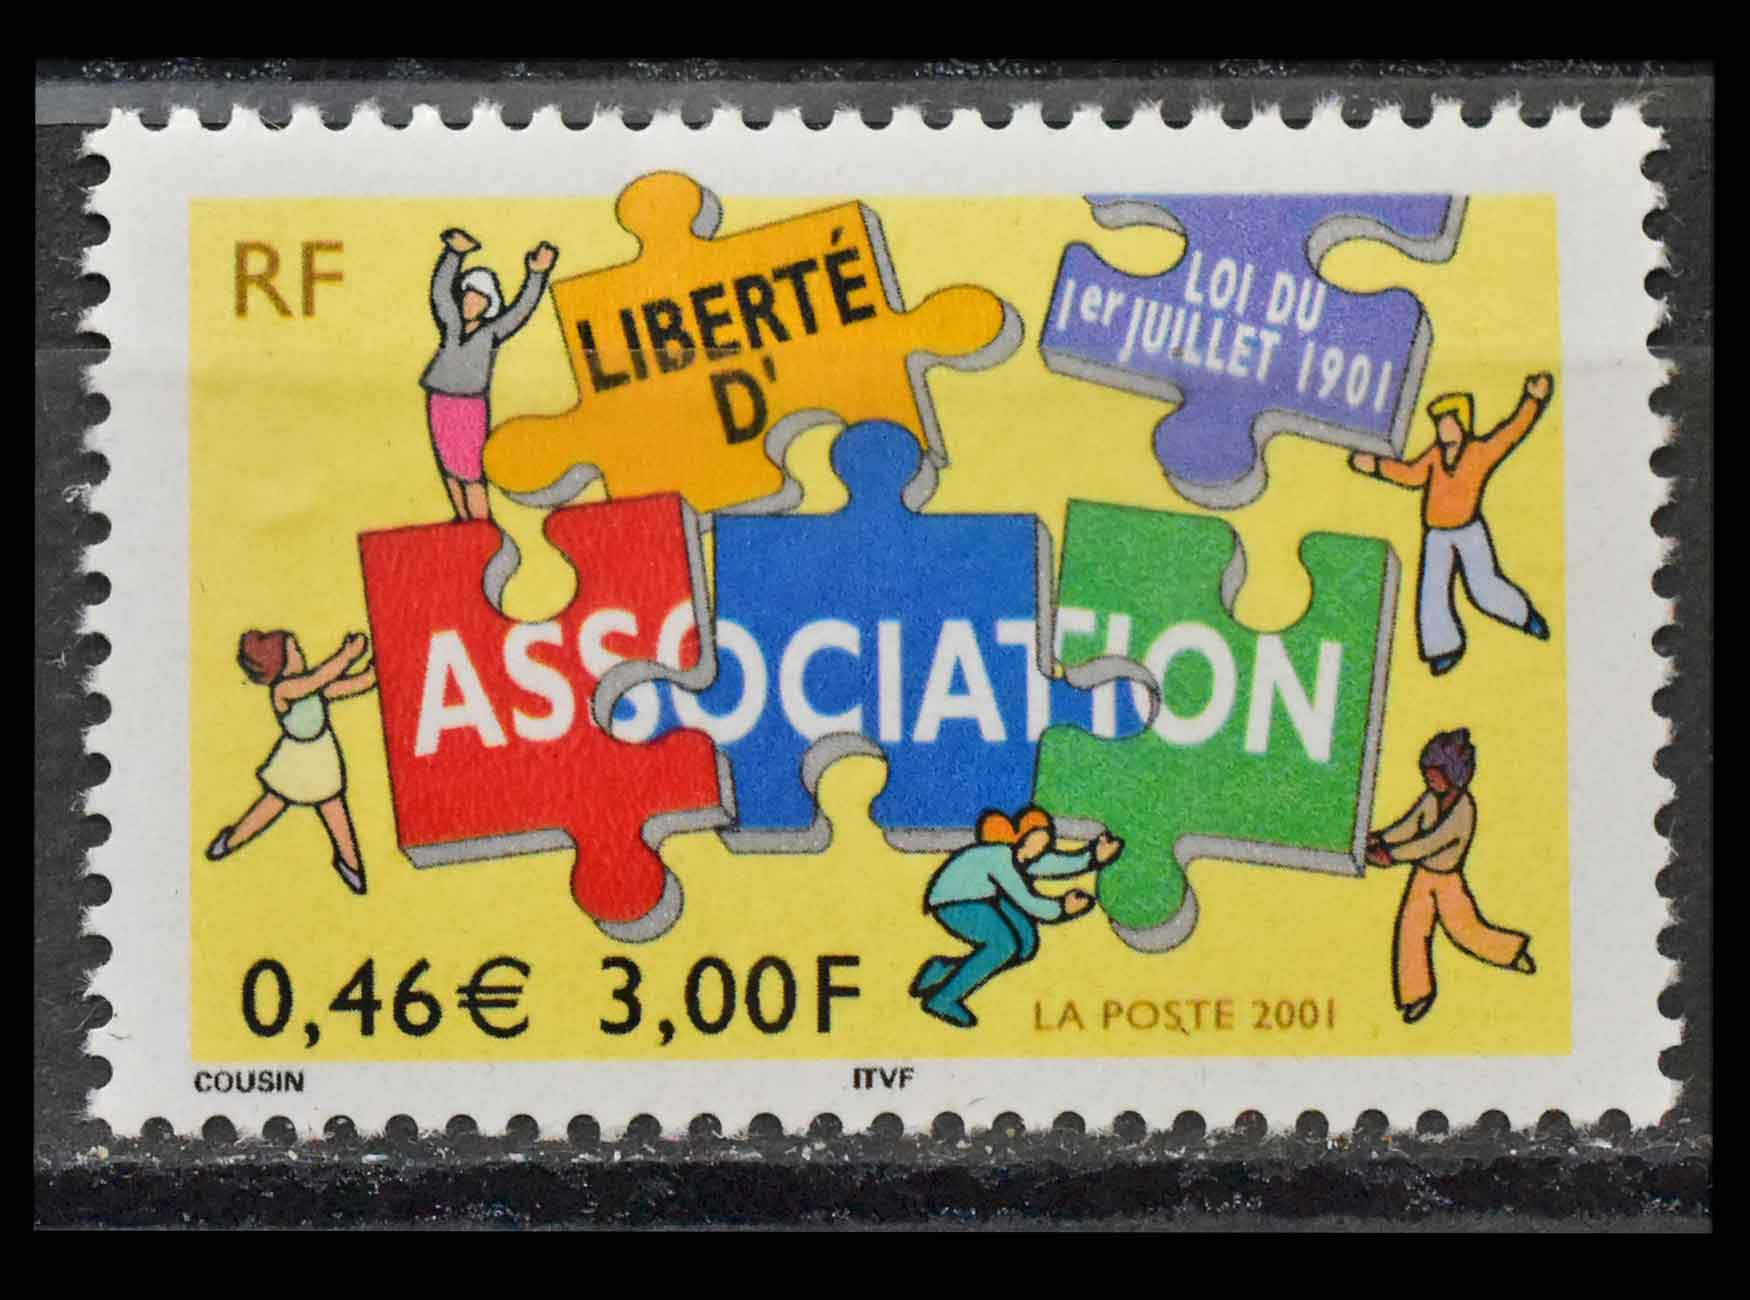 RF
LIBERTÉ
D'
LOI DU
1er JUILLET 1901
ASSOCIATION
0,46€ 3,00F
LA POSTE 2001
COUSIN ITVF